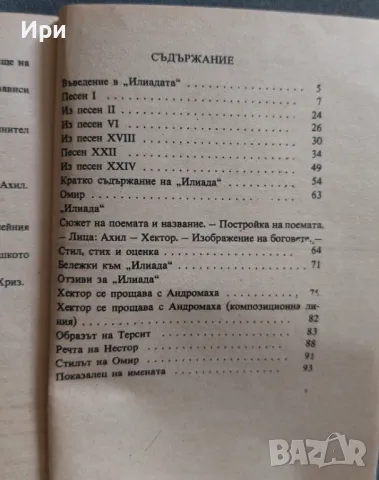 Ири
СЪДЪРЖАНИЕ
Въведение в „Илиадата“ . . . 5
Песен I . . . 7
Из песен II . . . 24
Из песен VI . . . 26
Из песен XVIII . . . 30
Песен XXII . . . 34
Из песен XXIV . . . 49
Кратко съдържание на „Илиада“ . . . 54
Омир . . . 63
„Илиада“
Сюжет на поемата и название. — Постройка на поемата.
— Лица: Ахил. — Хектор. — Изображение на боговете. —
Стил, стих и оценка . . . 64
Бележки към „Илиада“ . . . 71
Отзиви за „Илиада“
Хектор се прощава с Андромаха . . . 75
Хектор се прощава с Андромаха (композиционна ли-
ния) . . . 82
Образът на Терсит . . . 83
Речта на Нестор . . . 88
Стилът на Омир . . . 91
Показалец на имената . . . 93
ще на
ависи
нител
Ахил.
ейния
шкото
Криз.
BAZAR